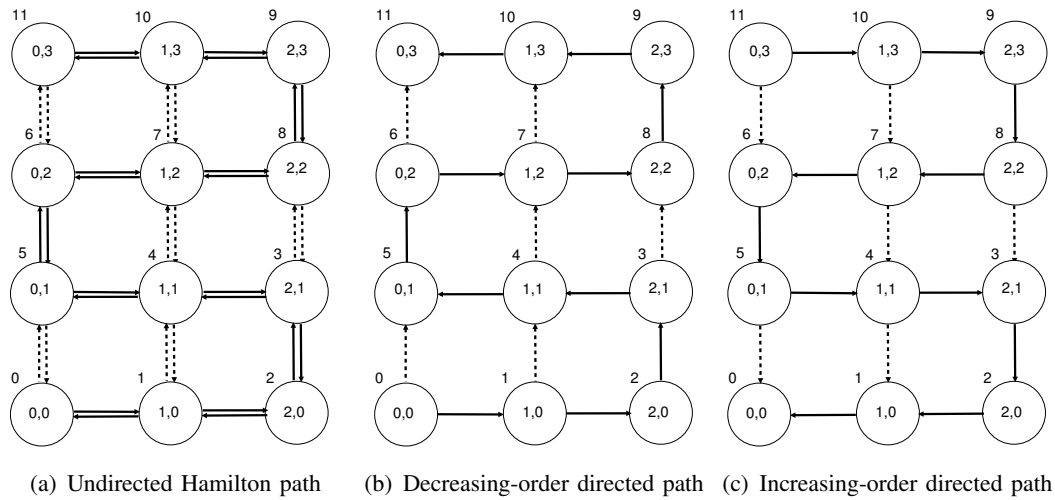 11 10 9 11 10 9 11 10 9
0,3 1,3 2,3 0,3 1,3 2,3 0,3 1,3 2,3
6 7 8 6 7 8 6 7 8
0,2 1,2 2,2 0,2 1,2 2,2 0,2 1,2 2,2
5 4 3 5 4 3 5 4 3
0,1 1,1 2,1 0,1 1,1 2,1 0,1 1,1 2,1
0 1 2 0 1 2 0 1 2
0,0 1,0 2,0 0,0 1,0 2,0 0,0 1,0 2,0
(a) Undirected Hamilton path (b) Decreasing-order directed path (c) Increasing-order directed path